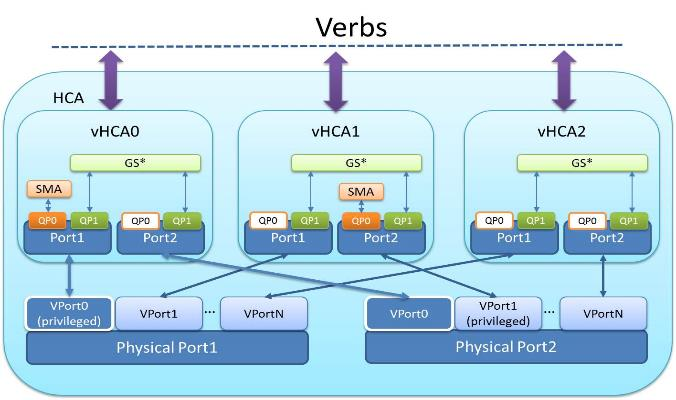 Verbs
HCA
vHCA0
vHCA1
vHCA2
GS*
GS*
GS*
SMA
SMA
QP0
QP1
QP0
QP1
QP0
QP1
QP0
QP1
QP0
QP1
QP0
QP1
Port1
Port2
Port1
Port2
Port1
Port2
VPort0
(privileged)
VPort1
...
VPortN
VPort0
VPort1
(privileged)
...
VPortN
Physical Port1
Physical Port2